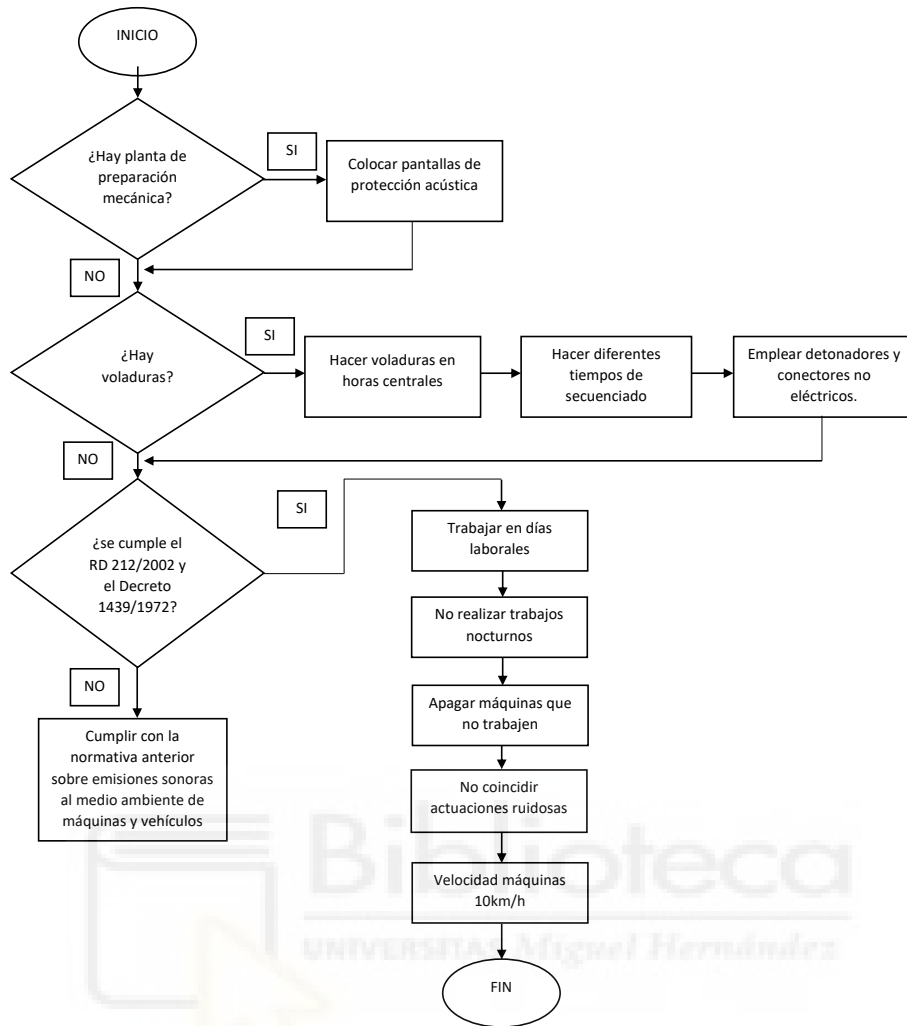 INICIO
¿Hay planta de
preparación
mecánica?
SI
Colocar pantallas de
protección acústica
NO
¿Hay
voladuras?
SI
Hacer voladuras en
horas centrales
Hacer diferentes
tiempos de
secuenciado
Emplear detonadores y
conectores no
eléctricos.
NO
¿se cumple el
RD 212/2002 y
el Decreto
1439/1972?
SI
Trabajar en días
laborales
No realizar trabajos
nocturnos
Apagar máquinas que
no trabajen
No coincidir
actuaciones ruidosas
Velocidad máquinas
10km/h
FIN
NO
Cumplir con la
normativa anterior
sobre emisiones sonoras
al medio ambiente de
máquinas y vehículos
Biblioteca
UNIVERSITAS Miguel Hernández